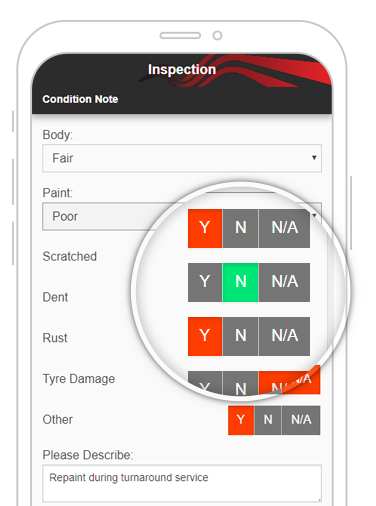 Inspection
Condition Note
Body:
Fair
Paint:
Poor
Scratched
Y N N/A
Dent
Y N N/A
Rust
Y N N/A
Tyre Damage
Y N N/A
Other
Y N N/A
Please Describe:
Repaint during turnaround service